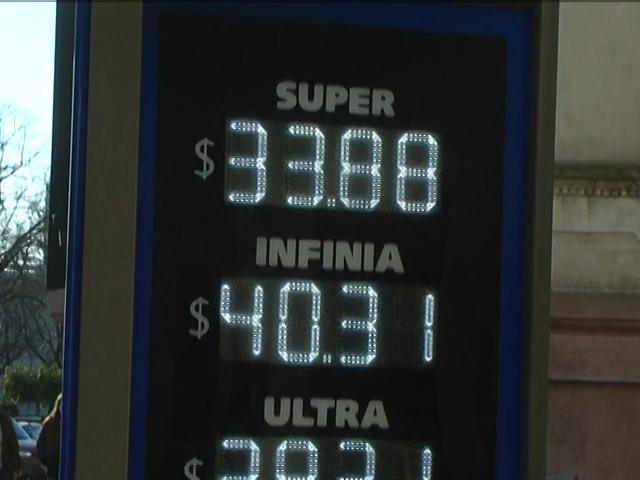 SUPER
$ 33.88
INFINIA
$ 40.31
ULTRA
$